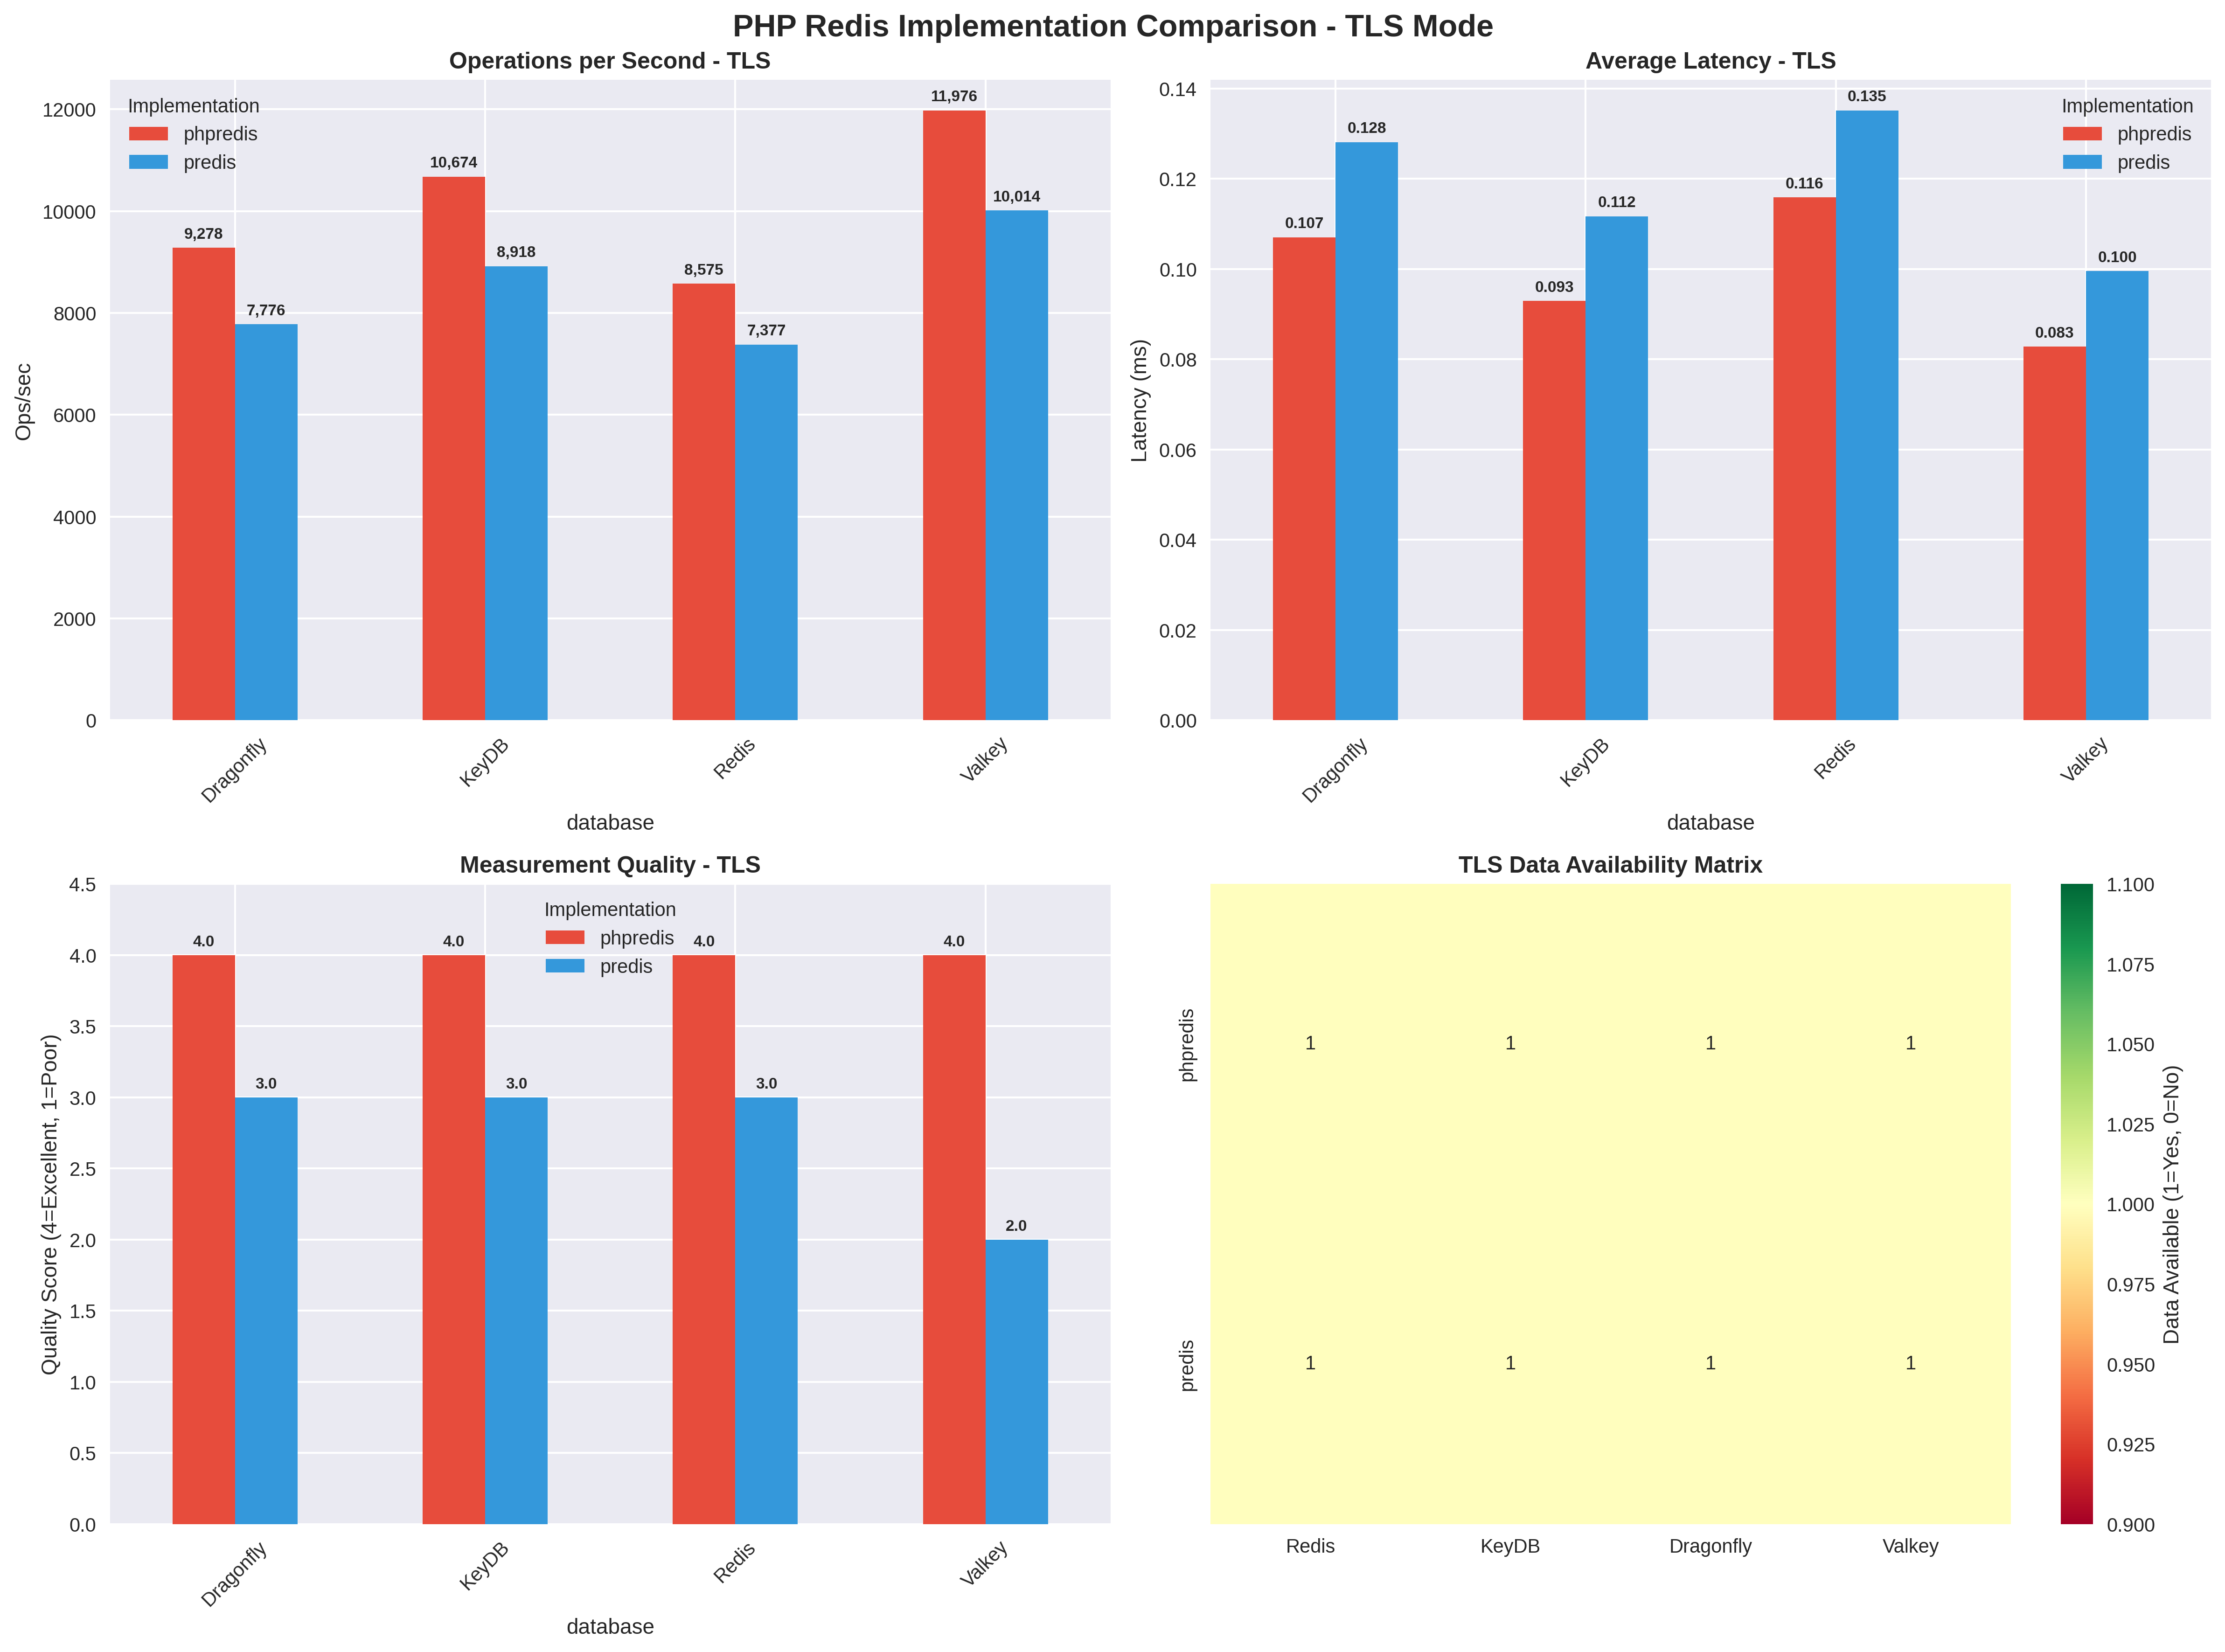 PHP Redis Implementation Comparison - TLS Mode
Operations per Second - TLS
Ops/sec
12000
10000
8000
6000
4000
2000
0
Implementation
phpredis
predis
9,278
7,776
10,674
8,918
8,575
7,377
11,976
10,014
Dragonfly
KeyDB
Redis
Valkey
database
Average Latency - TLS
Latency (ms)
0.14
0.12
0.10
0.08
0.06
0.04
0.02
0.00
Implementation
phpredis
predis
0.107
0.128
0.093
0.112
0.116
0.135
0.083
0.100
Dragonfly
KeyDB
Redis
Valkey
database
Measurement Quality - TLS
Quality Score (4=Excellent, 1=Poor)
4.5
4.0
3.5
3.0
2.5
2.0
1.5
1.0
0.5
0.0
Implementation
phpredis
predis
4.0
3.0
4.0
3.0
4.0
3.0
4.0
2.0
Dragonfly
KeyDB
Redis
Valkey
database
TLS Data Availability Matrix
phpredis
1 1 1 1
predis
1 1 1 1
Redis KeyDB Dragonfly Valkey
1.100
1.075
1.050
1.025
1.000
0.975
0.950
0.925
0.900
Data Available (1=Yes, 0=No)